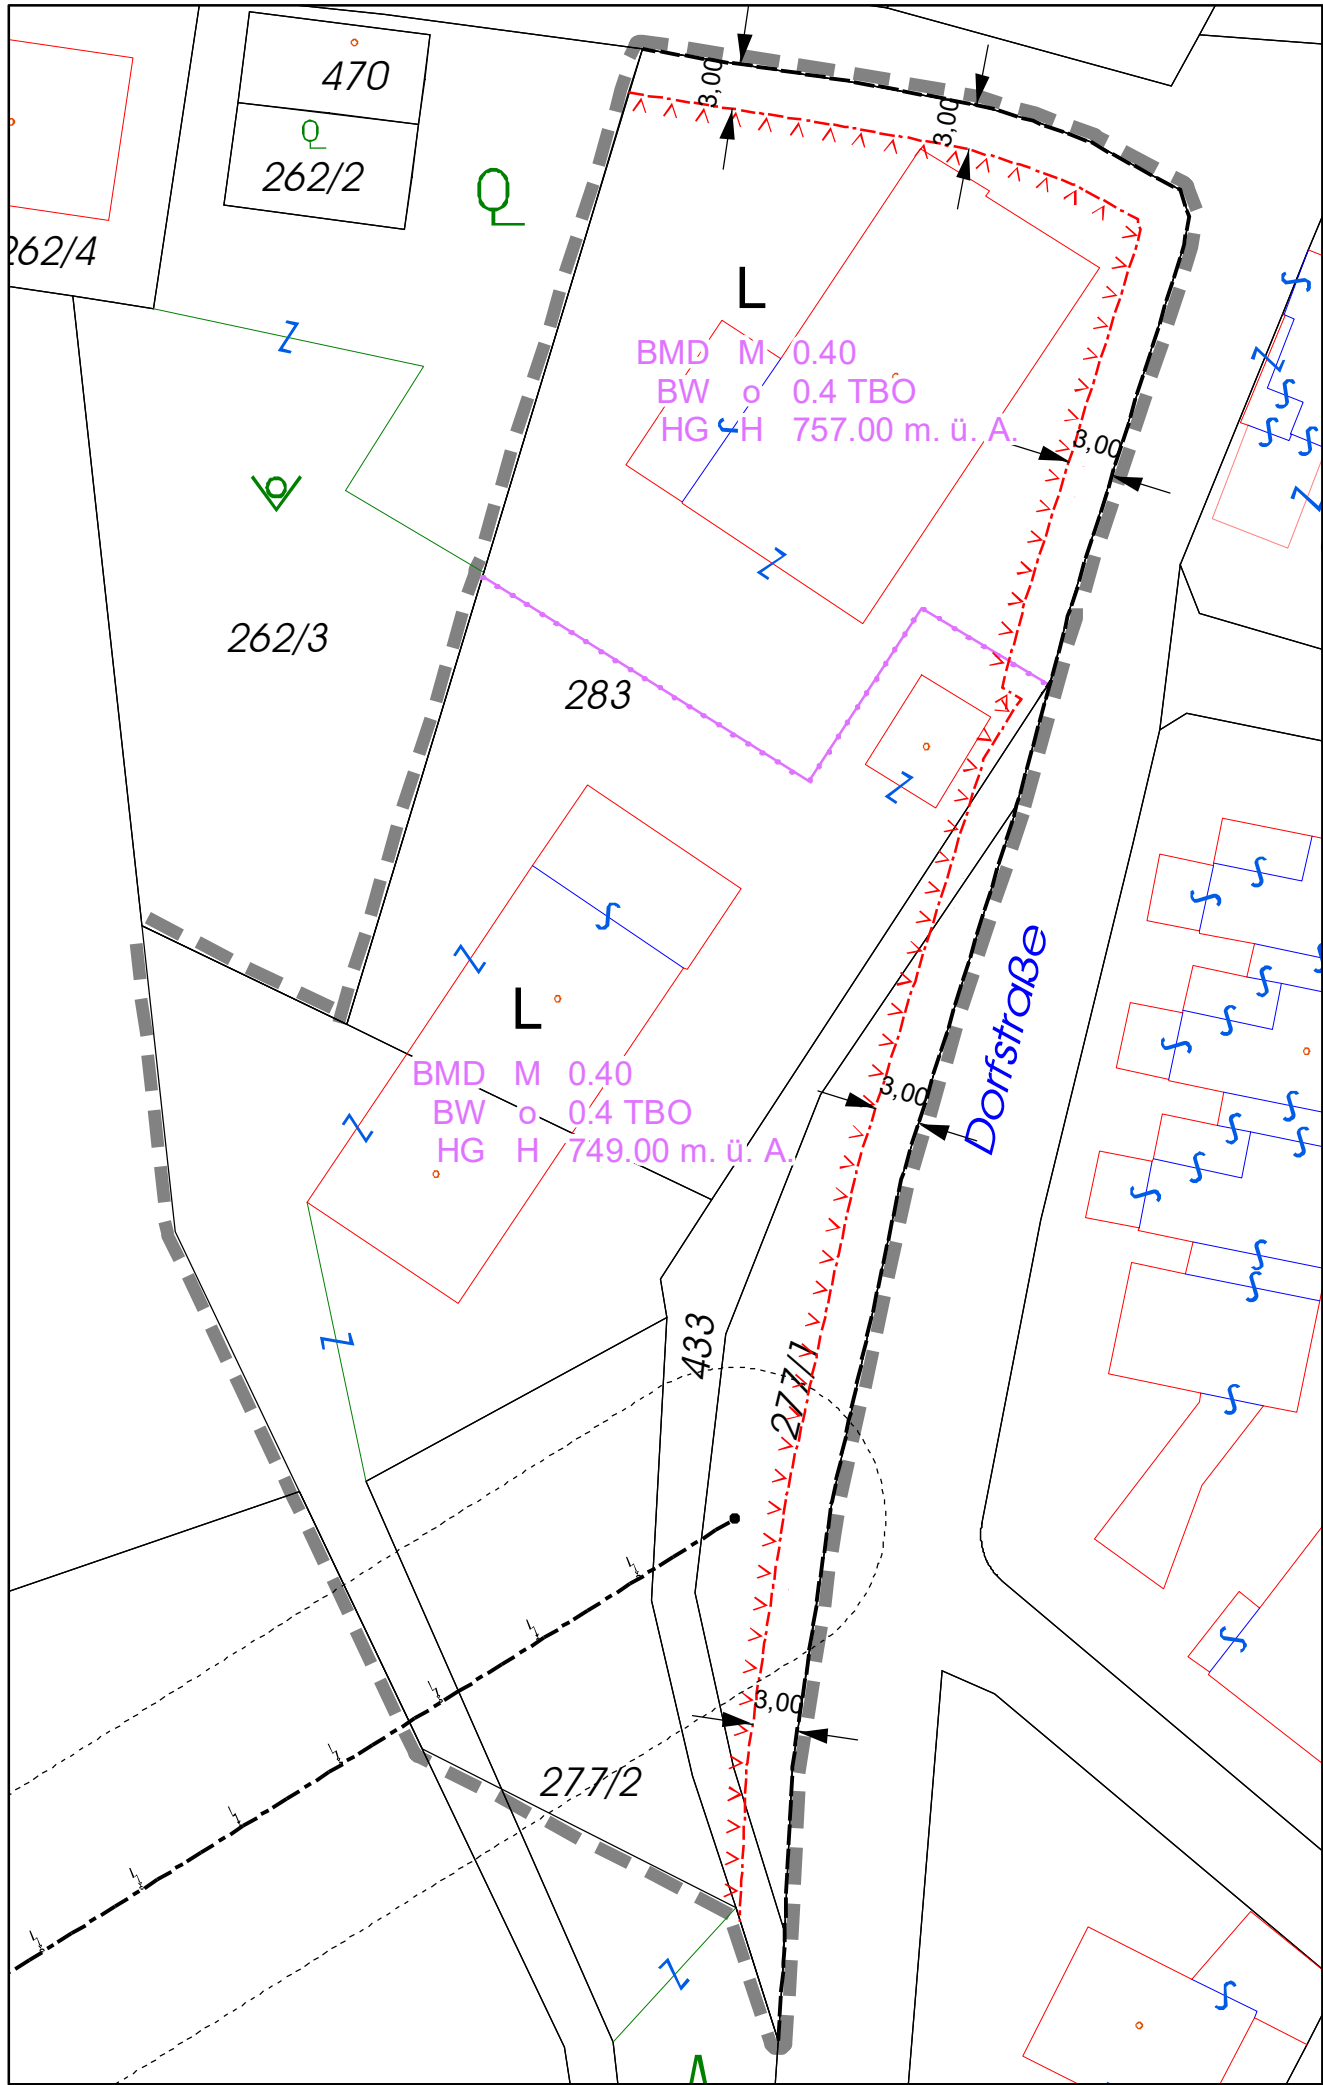 470
3,00
3,00
Q
262/2
Q
262/4
L
BMD M 0.40
BW o 0.4 TBO
HG H 757.00 m. ü. A.
3,00
262/3
283
Dorfstraße
L
BMD M 0.40
BW o 0.4 TBO
HG H 749.00 m. ü. A.
3,00
433
277/1
3,00
277/2